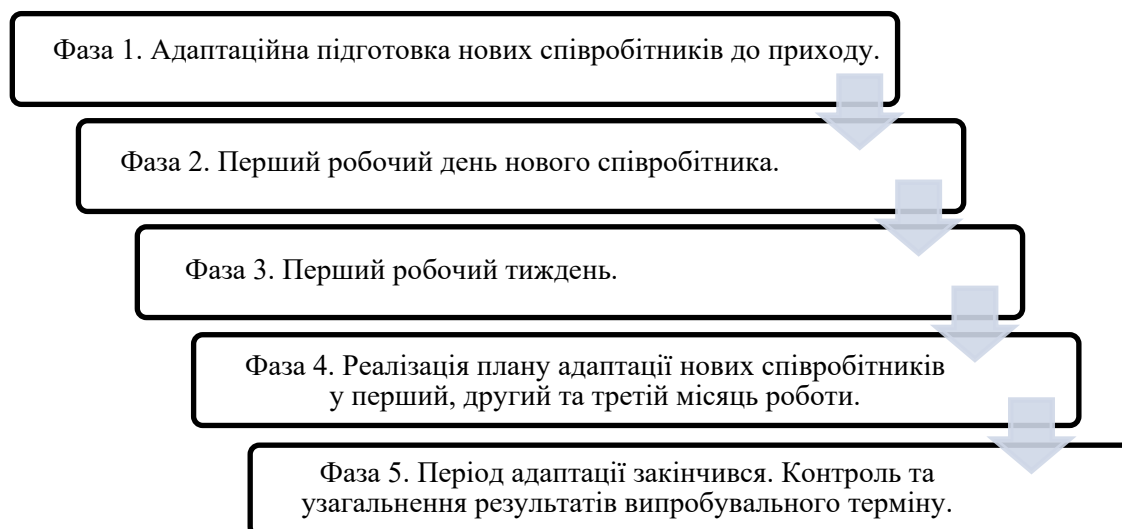 Фаза 1. Адаптаційна підготовка нових співробітників до приходу.
Фаза 2. Перший робочий день нового співробітника.
Фаза 3. Перший робочий тиждень.
Фаза 4. Реалізація плану адаптації нових співробітників
у перший, другий та третій місяць роботи.
Фаза 5. Період адаптації закінчився. Контроль та
узагальнення результатів випробувального терміну.